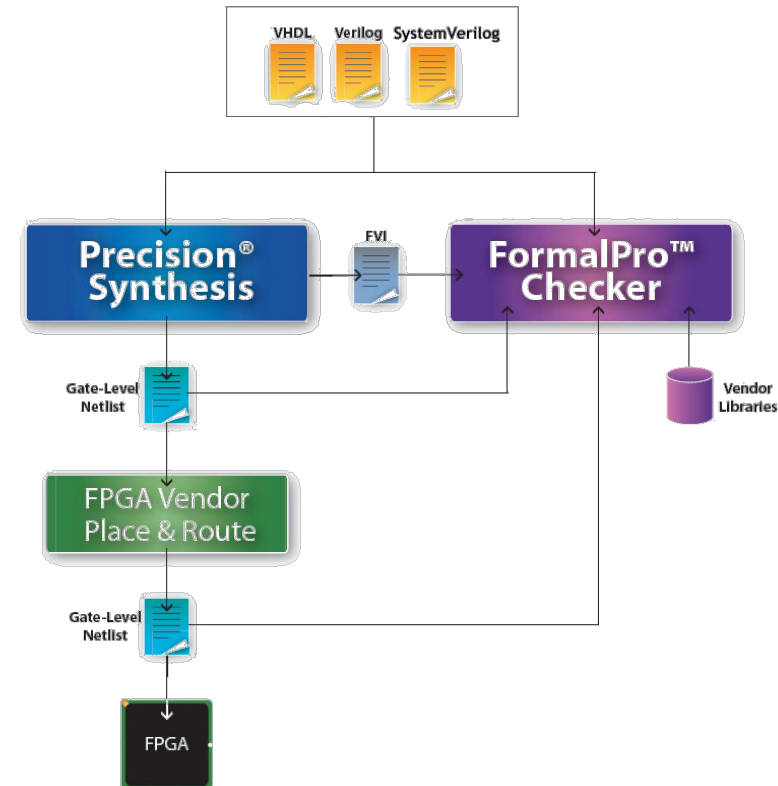 VHDL Verilog SystemVerilog
Precision®
Synthesis
FVI
FormalPro™
Checker
Gate-Level
Netlist
Vendor
Libraries
FPGA Vendor
Place & Route
Gate-Level
Netlist
FPGA